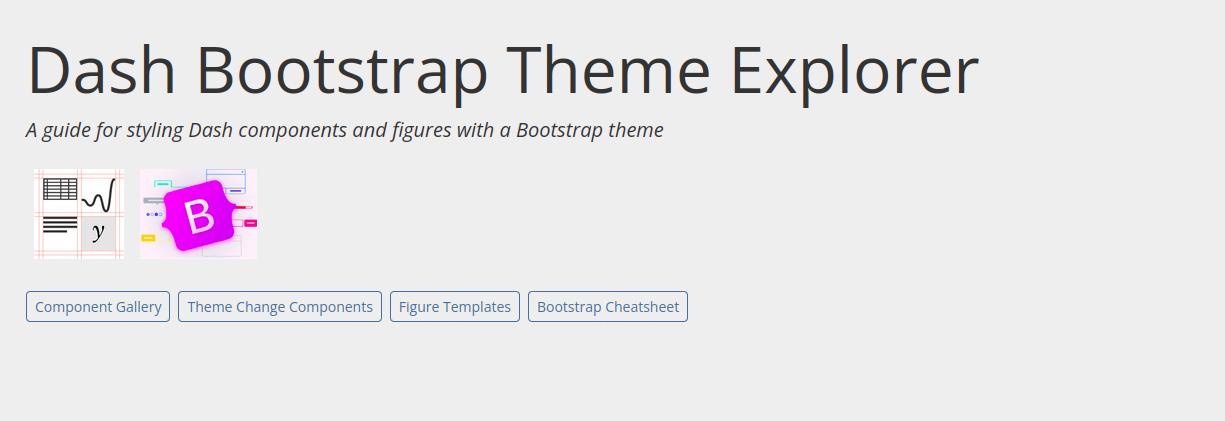 Dash Bootstrap Theme Explorer
A guide for styling Dash components and figures with a Bootstrap theme
y
B
Component Gallery
Theme Change Components
Figure Templates
Bootstrap Cheatsheet